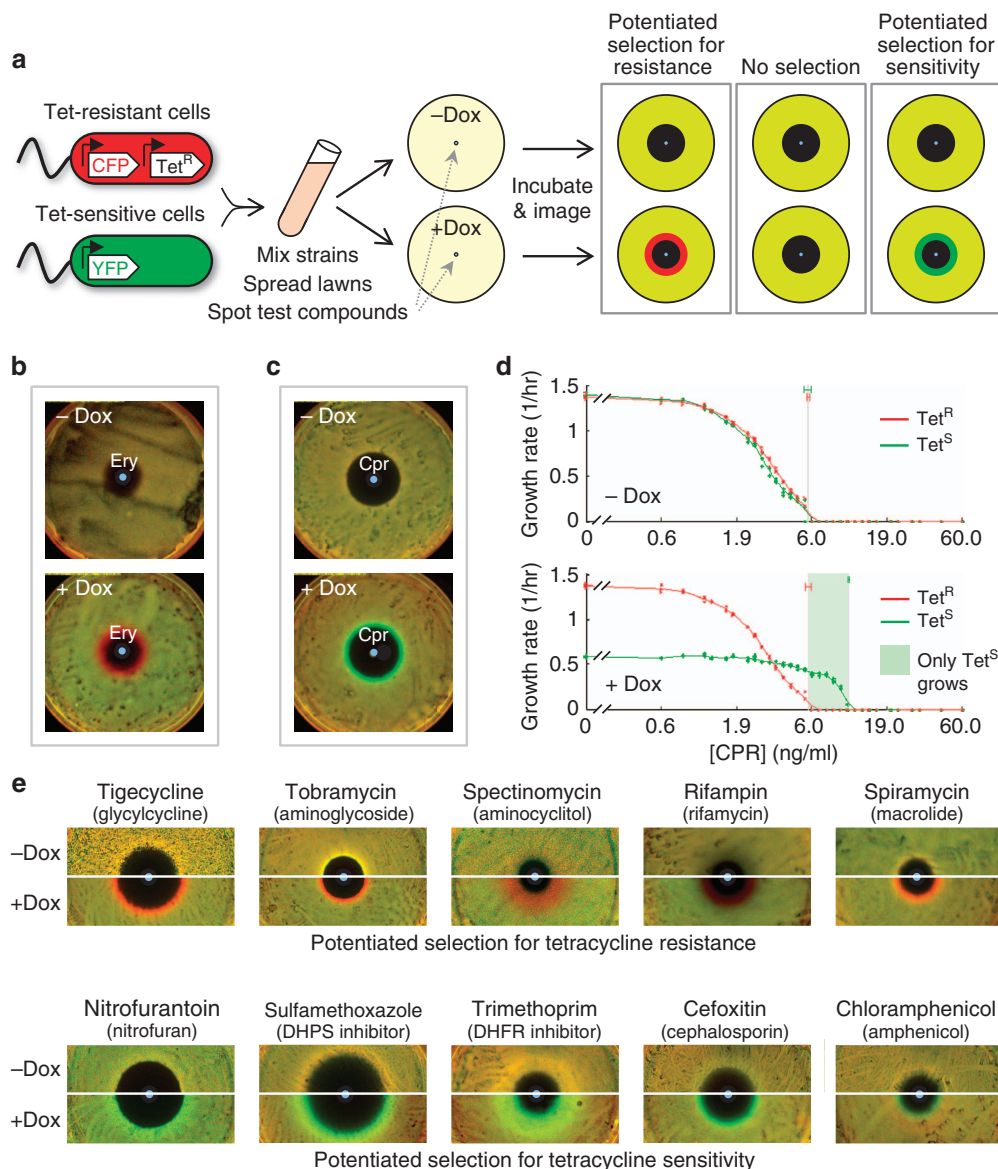 a
Tet-resistant cells
CFP
Tet^R
Tet-sensitive cells
YFP
Mix strains
Spread lawns
Spot test compounds
–Dox
+Dox
Incubate
& image
Potentiated
selection for
resistance
No selection
Potentiated
selection for
sensitivity
b
– Dox
Ery
+ Dox
Ery
c
– Dox
Cpr
+ Dox
Cpr
d
Growth rate (1/hr)
1.5
1
0.5
0
– Dox
Tet^R
Tet^S
0
0.6
1.9
6.0
19.0
60.0
Growth rate (1/hr)
1.5
1
0.5
0
+ Dox
Tet^R
Tet^S
Only Tet^S
grows
0
0.6
1.9
6.0
19.0
60.0
[CPR] (ng/ml)
e
Tigecycline
(glycylcycline)
Tobramycin
(aminoglycoside)
Spectinomycin
(aminocyclitol)
Rifampin
(rifamycin)
Spiramycin
(macrolide)
–Dox
+Dox
Potentiated selection for tetracycline resistance
Nitrofurantoin
(nitrofuran)
Sulfamethoxazole
(DHPS inhibitor)
Trimethoprim
(DHFR inhibitor)
Cefoxitin
(cephalosporin)
Chloramphenicol
(amphenicol)
–Dox
+Dox
Potentiated selection for tetracycline sensitivity